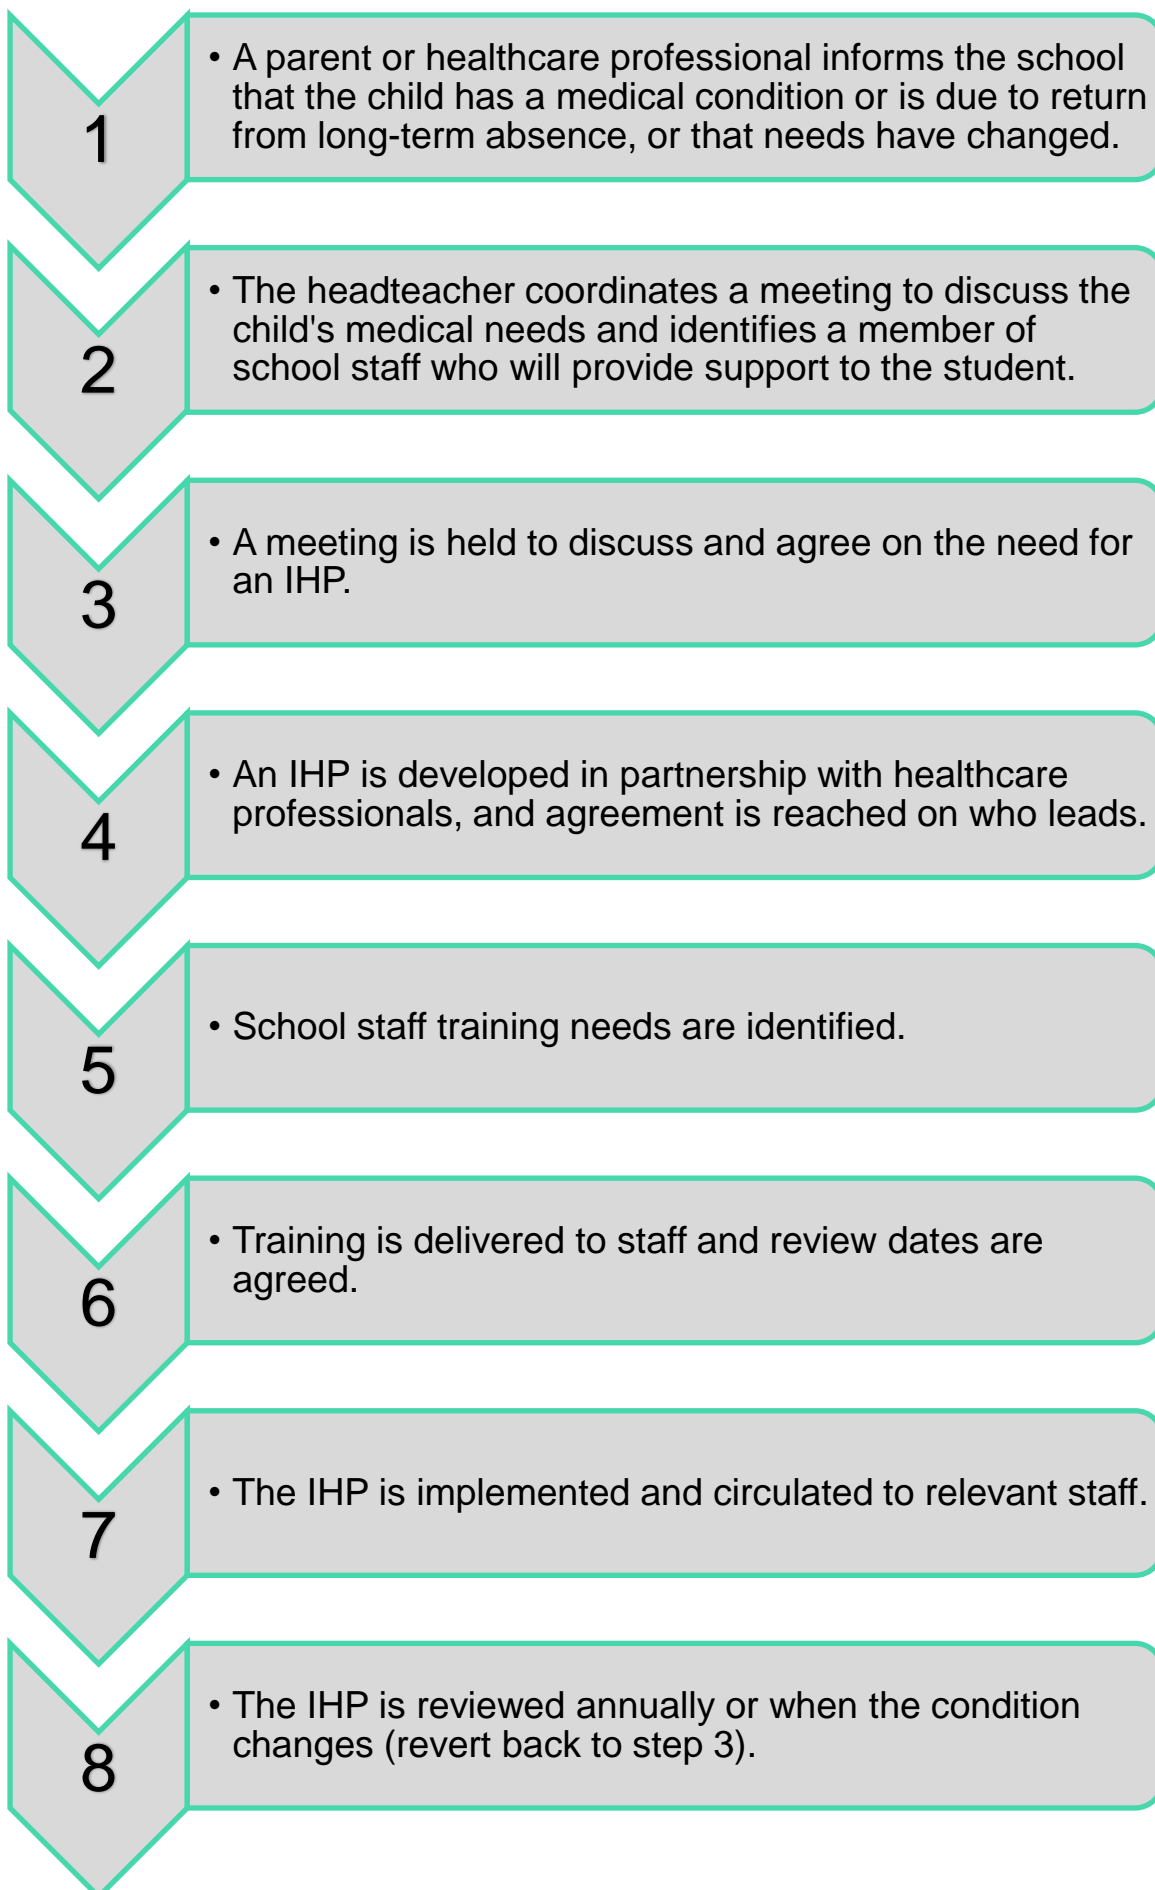 1
• A parent or healthcare professional informs the school
that the child has a medical condition or is due to return
from long-term absence, or that needs have changed.
2
• The headteacher coordinates a meeting to discuss the
child's medical needs and identifies a member of
school staff who will provide support to the student.
3
• A meeting is held to discuss and agree on the need for
an IHP.
4
• An IHP is developed in partnership with healthcare
professionals, and agreement is reached on who leads.
5
• School staff training needs are identified.
6
• Training is delivered to staff and review dates are
agreed.
7
• The IHP is implemented and circulated to relevant staff.
8
• The IHP is reviewed annually or when the condition
changes (revert back to step 3).